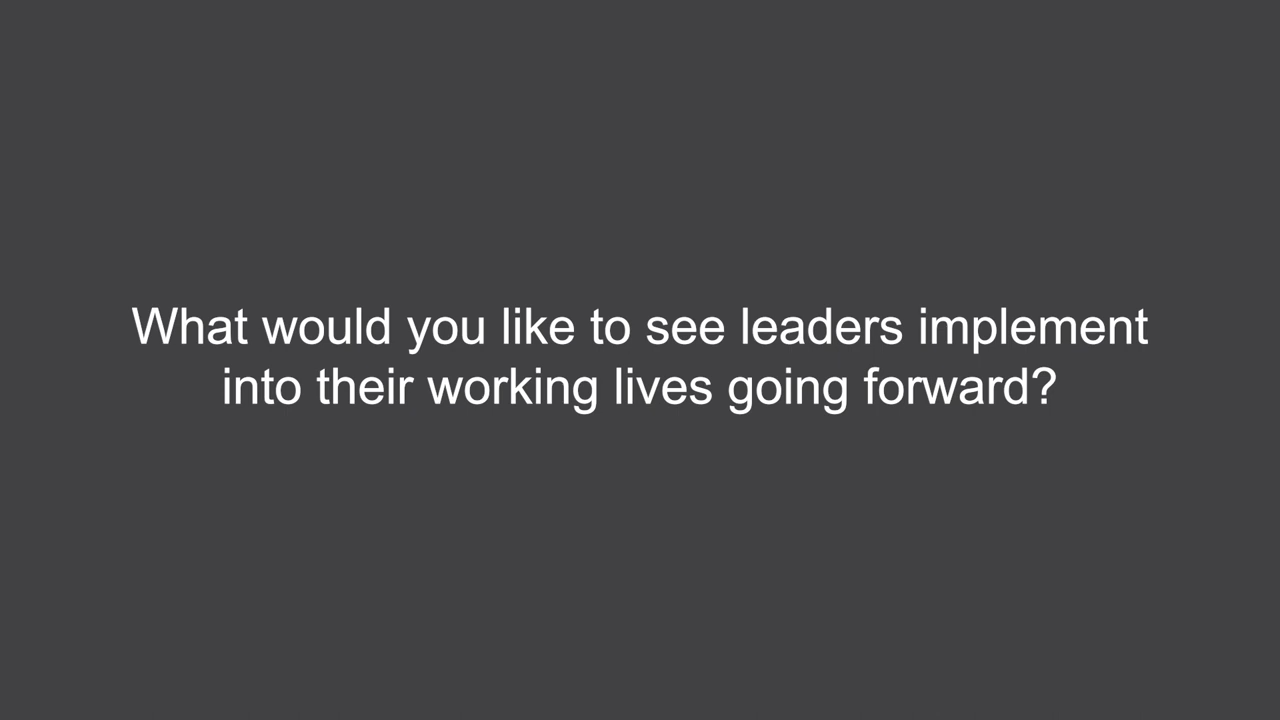 What would you like to see leaders implement
into their working lives going forward?